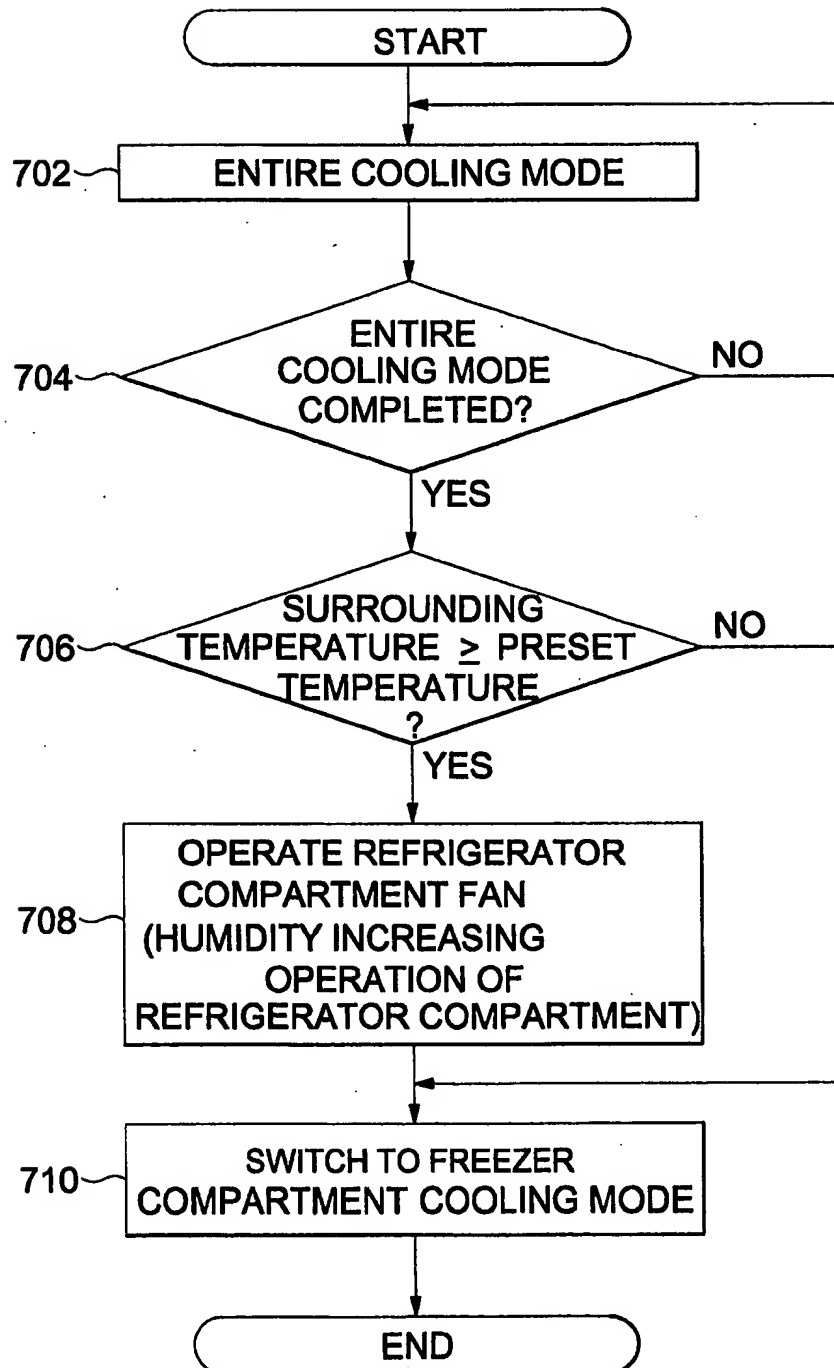 START
702
ENTIRE COOLING MODE
704
ENTIRE
COOLING MODE
COMPLETED?
NO
YES
706
SURROUNDING
TEMPERATURE ≥ PRESET
TEMPERATURE
?
NO
YES
708
OPERATE REFRIGERATOR
COMPARTMENT FAN
(HUMIDITY INCREASING
OPERATION OF
REFRIGERATOR COMPARTMENT)
710
SWITCH TO FREEZER
COMPARTMENT COOLING MODE
END